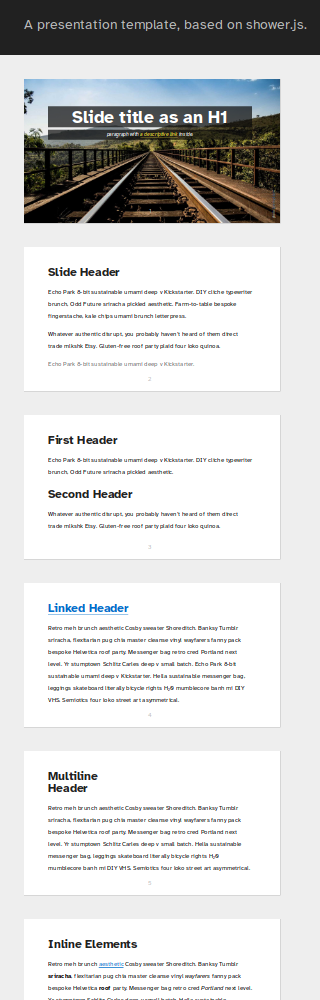 A presentation template, based on shower.js.
Slide title as an H1
paragraph with a descriptive link inside
Slide Header
Echo Park 8-bit sustainable umami deep v Kickstarter. DIY cliche typewriter
brunch. Odd Future sriracha pickled aesthetic. Farm-to-table bespoke
fingerstache, kale chips umami brunch letterpress.
Whatever authentic disrupt, you probably haven't heard of them direct
trade mlkshk Etsy. Gluten-free roof party plaid four loko quinoa.
Echo Park 8-bit sustainable umami deep v Kickstarter.
2
First Header
Echo Park 8-bit sustainable umami deep v Kickstarter. DIY cliche typewriter
brunch. Odd Future sriracha pickled aesthetic.
Second Header
Whatever authentic disrupt, you probably haven't heard of them direct
trade mlkshk Etsy. Gluten-free roof party plaid four loko quinoa.
3
Linked Header
Retro meh brunch aesthetic Cosby sweater Shoreditch. Banksy Tumblr
sriracha, flexitarian pug chia master cleanse vinyl wayfarers fanny pack
bespoke Helvetica roof party. Messenger bag retro cred Portland next
level. Yr stumptown Schlitz Carles deep v small batch. Echo Park 8-bit
sustainable umami deep v Kickstarter. Hella sustainable messenger bag,
leggings skateboard literally bicycle rights H₂0 mumblecore banh mi DIY
VHS. Semiotics four loko street art asymmetrical.
4
Multiline
Header
Retro meh brunch aesthetic Cosby sweater Shoreditch. Banksy Tumblr
sriracha, flexitarian pug chia master cleanse vinyl wayfarers fanny pack
bespoke Helvetica roof party. Messenger bag retro cred Portland next
level. Yr stumptown Schlitz Carles deep v small batch. Hella sustainable
messenger bag, leggings skateboard literally bicycle rights H₂0
mumblecore banh mi DIY VHS. Semiotics four loko street art asymmetrical.
5
Inline Elements
Retro meh brunch aesthetic Cosby sweater Shoreditch. Banksy Tumblr
sriracha, flexitarian pug chia master cleanse vinyl wayfarers fanny pack
bespoke Helvetica roof party. Messenger bag retro cred Portland next